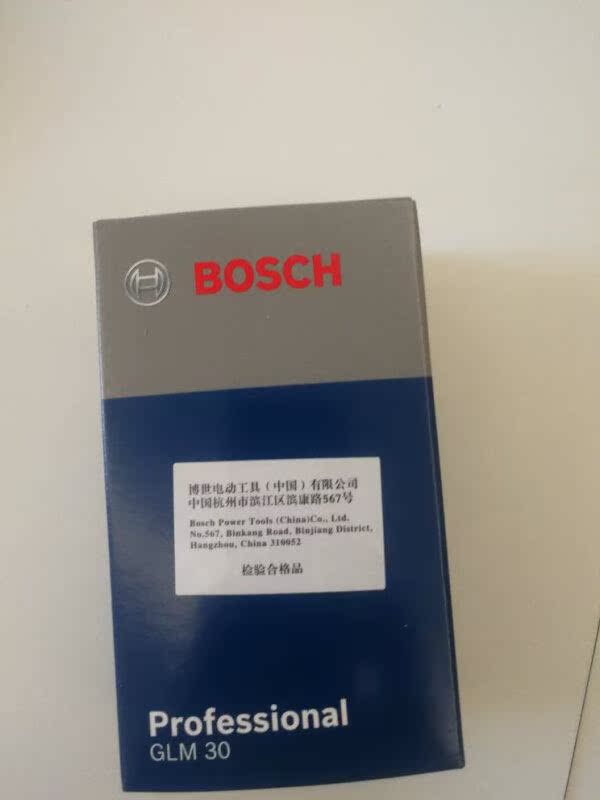 BOSCH
博世电动工具（中国）有限公司
中国杭州市滨江区滨康路567号
Bosch Power Tools (China)Co., Ltd.
No.567, Binkang Road, Binjiang District,
Hangzhou, China 310052
检验合格品
Professional
GLM 30